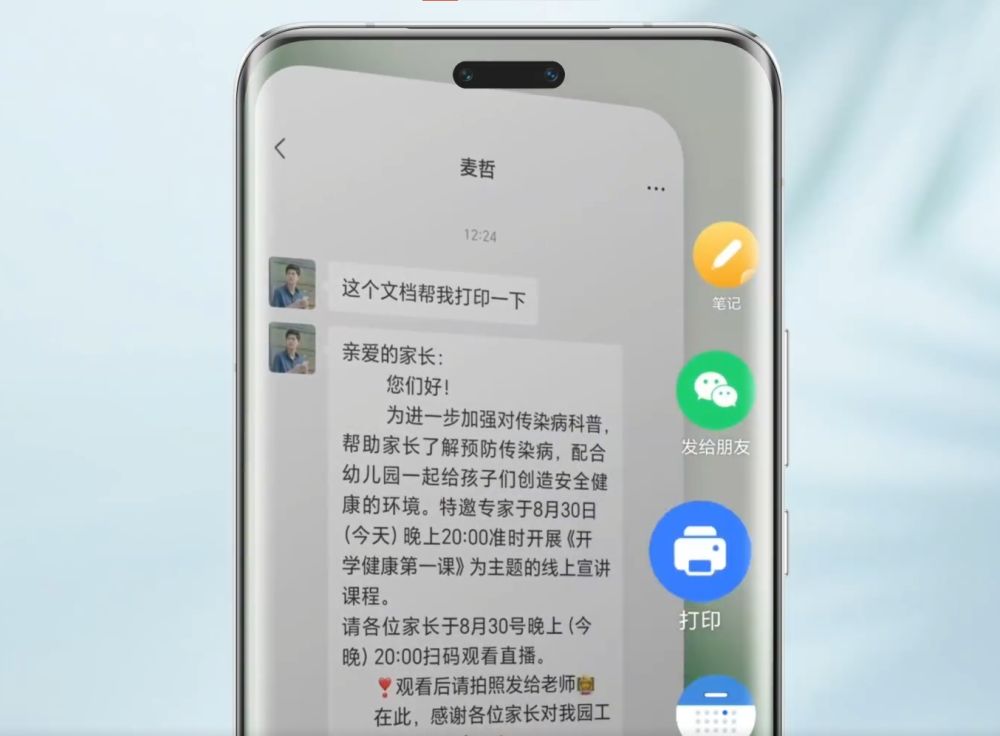 麦哲
12:24
这个文档帮我打印一下
亲爱的家长：
您们好！
为进一步加强对传染病科普，
帮助家长了解预防传染病，配合
幼儿园一起给孩子们创造安全健
康的环境。特邀专家于8月30日
(今天) 晚上20:00准时开展《开
学健康第一课》为主题的线上宣讲
课程。
请各位家长于8月30号晚上 (今
晚) 20:00扫码观看直播。
❣️观看后请拍照发给老师
在此，感谢各位家长对我园工
笔记
发给朋友
打印